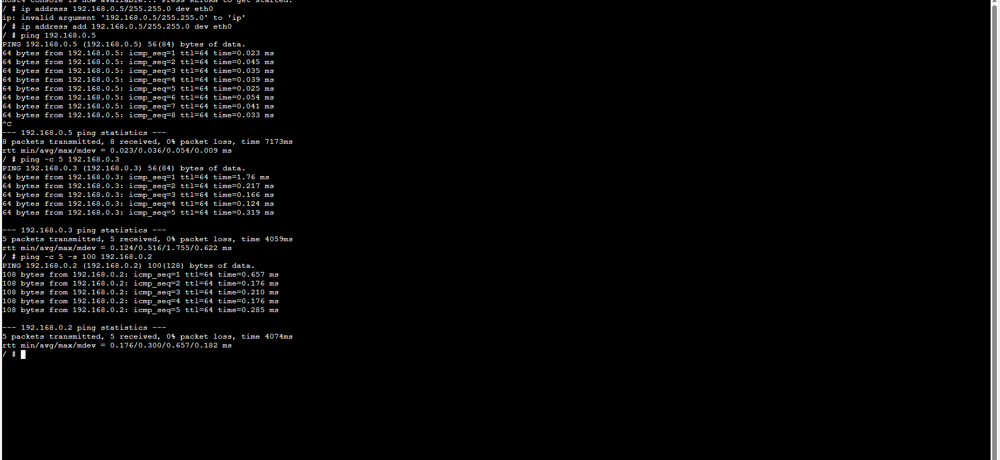 host4 console is now available... Press RETURN to get started.
/ # ip address 192.168.0.5/255.255.0 dev eth0
ip: invalid argument '192.168.0.5/255.255.0' to 'ip'
/ # ip address add 192.168.0.5/255.255.0 dev eth0
/ # ping 192.168.0.5
PING 192.168.0.5 (192.168.0.5) 56(84) bytes of data.
64 bytes from 192.168.0.5: icmp_seq=1 ttl=64 time=0.023 ms
64 bytes from 192.168.0.5: icmp_seq=2 ttl=64 time=0.045 ms
64 bytes from 192.168.0.5: icmp_seq=3 ttl=64 time=0.035 ms
64 bytes from 192.168.0.5: icmp_seq=4 ttl=64 time=0.039 ms
64 bytes from 192.168.0.5: icmp_seq=5 ttl=64 time=0.025 ms
64 bytes from 192.168.0.5: icmp_seq=6 ttl=64 time=0.054 ms
64 bytes from 192.168.0.5: icmp_seq=7 ttl=64 time=0.041 ms
64 bytes from 192.168.0.5: icmp_seq=8 ttl=64 time=0.033 ms
^C
--- 192.168.0.5 ping statistics ---
8 packets transmitted, 8 received, 0% packet loss, time 7173ms
rtt min/avg/max/mdev = 0.023/0.036/0.054/0.009 ms
/ # ping -c 5 192.168.0.3
PING 192.168.0.3 (192.168.0.3) 56(84) bytes of data.
64 bytes from 192.168.0.3: icmp_seq=1 ttl=64 time=1.76 ms
64 bytes from 192.168.0.3: icmp_seq=2 ttl=64 time=0.217 ms
64 bytes from 192.168.0.3: icmp_seq=3 ttl=64 time=0.166 ms
64 bytes from 192.168.0.3: icmp_seq=4 ttl=64 time=0.124 ms
64 bytes from 192.168.0.3: icmp_seq=5 ttl=64 time=0.319 ms
--- 192.168.0.3 ping statistics ---
5 packets transmitted, 5 received, 0% packet loss, time 4059ms
rtt min/avg/max/mdev = 0.124/0.516/1.755/0.622 ms
/ # ping -c 5 -s 100 192.168.0.2
PING 192.168.0.2 (192.168.0.2) 100(128) bytes of data.
108 bytes from 192.168.0.2: icmp_seq=1 ttl=64 time=0.657 ms
108 bytes from 192.168.0.2: icmp_seq=2 ttl=64 time=0.176 ms
108 bytes from 192.168.0.2: icmp_seq=3 ttl=64 time=0.210 ms
108 bytes from 192.168.0.2: icmp_seq=4 ttl=64 time=0.176 ms
108 bytes from 192.168.0.2: icmp_seq=5 ttl=64 time=0.285 ms
--- 192.168.0.2 ping statistics ---
5 packets transmitted, 5 received, 0% packet loss, time 4074ms
rtt min/avg/max/mdev = 0.176/0.300/0.657/0.182 ms
/ #